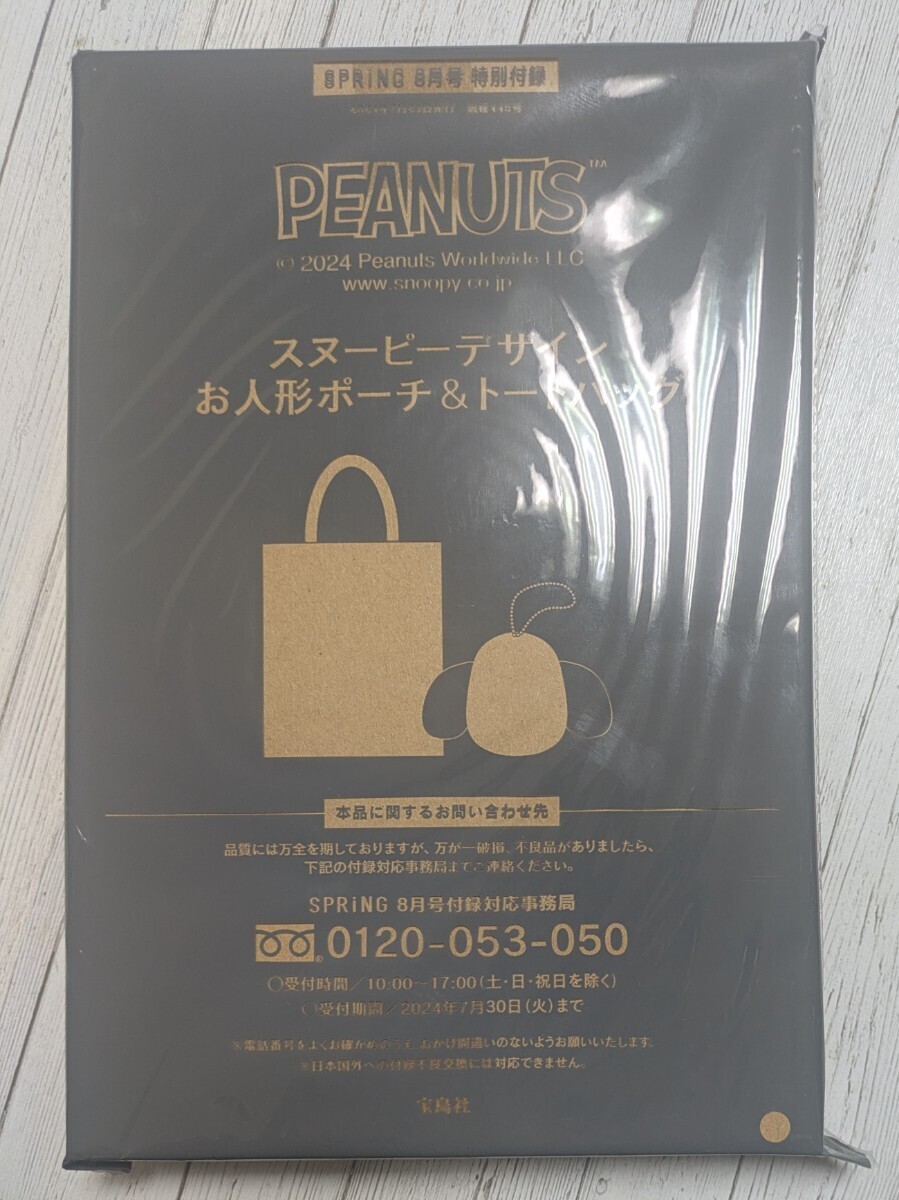 SPRiNG 8月号 特別付録
PEANUTS™
© 2024 Peanuts Worldwide LLC
www.snoopy.co.jp
スヌーピーデザイン
お人形ポーチ&トートバッグ
本品に関するお問い合わせ先
品質には万全を期しておりますが、万が一破損、不良品がありましたら、
下記の付録対応事務局までご連絡ください。
SPRiNG 8月号付録対応事務局
0120-053-050
○受付時間/10:00〜17:00(土・日・祝日を除く)
○受付期間/2024年7月30日(火)まで
※電話番号をよくお確かめのうえ、おかけ間違いのないようお願いいたします。
※日本国外への付録不良交換には対応できません。
宝島社